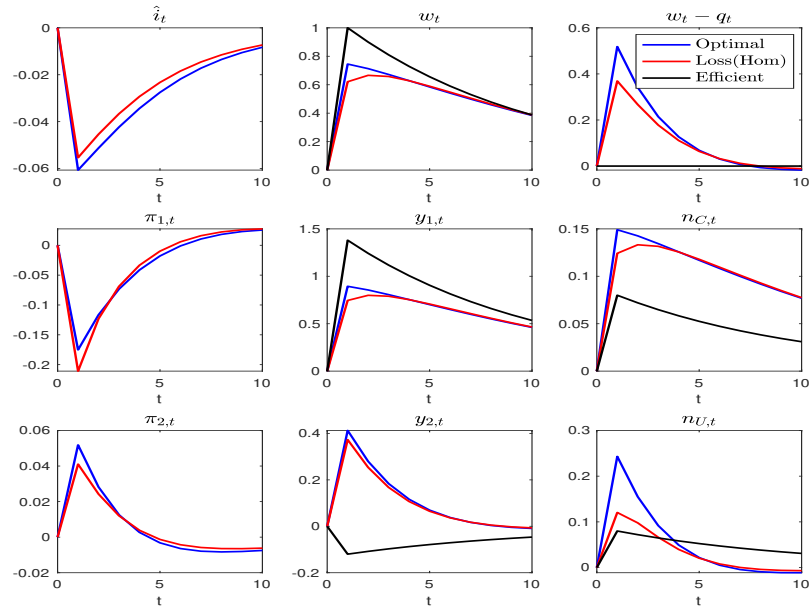 î_t w_t w_t − q_t
0 1 0.6
-0.02 0.8 0.4
-0.04 0.6 0.2
-0.06 0.4 0
0.2
0
0 5 10 0 5 10 0 5 10
t t t
Optimal
Loss(Hom)
Efficient
π_{1,t} y_{1,t} n_{C,t}
0 1.5 0.15
-0.05 1 0.1
-0.1 0.5 0.05
-0.15 0 0
-0.2
0 5 10 0 5 10 0 5 10
t t t
π_{2,t} y_{2,t} n_{U,t}
0.06 0.4 0.3
0.04 0.2 0.2
0.02 0 0.1
0 -0.2 0
-0.02
0 5 10 0 5 10 0 5 10
t t t